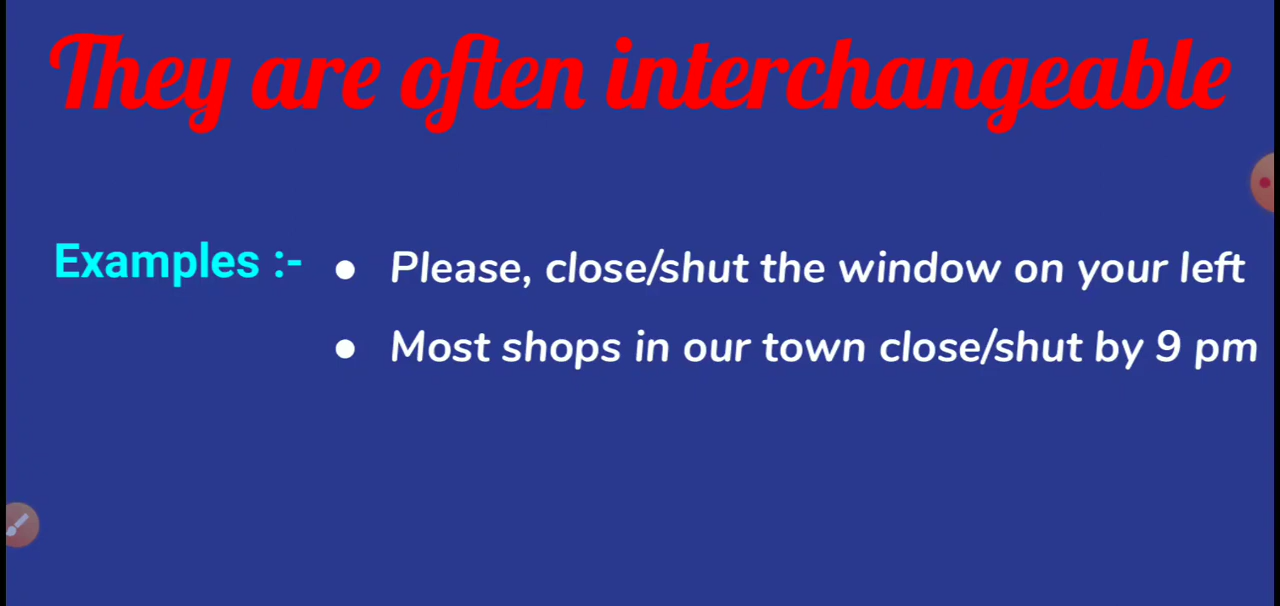 They are often interchangeable
Examples :-
● Please, close/shut the window on your left
● Most shops in our town close/shut by 9 pm